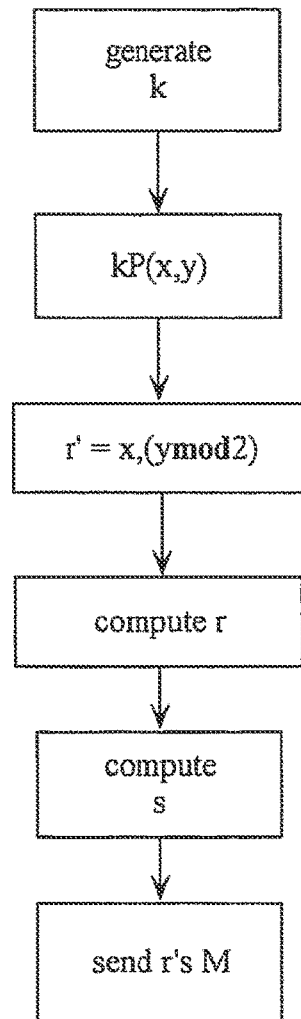 generate
k
kP(x,y)
r' = x,(ymod2)
compute r
compute
s
send r's M